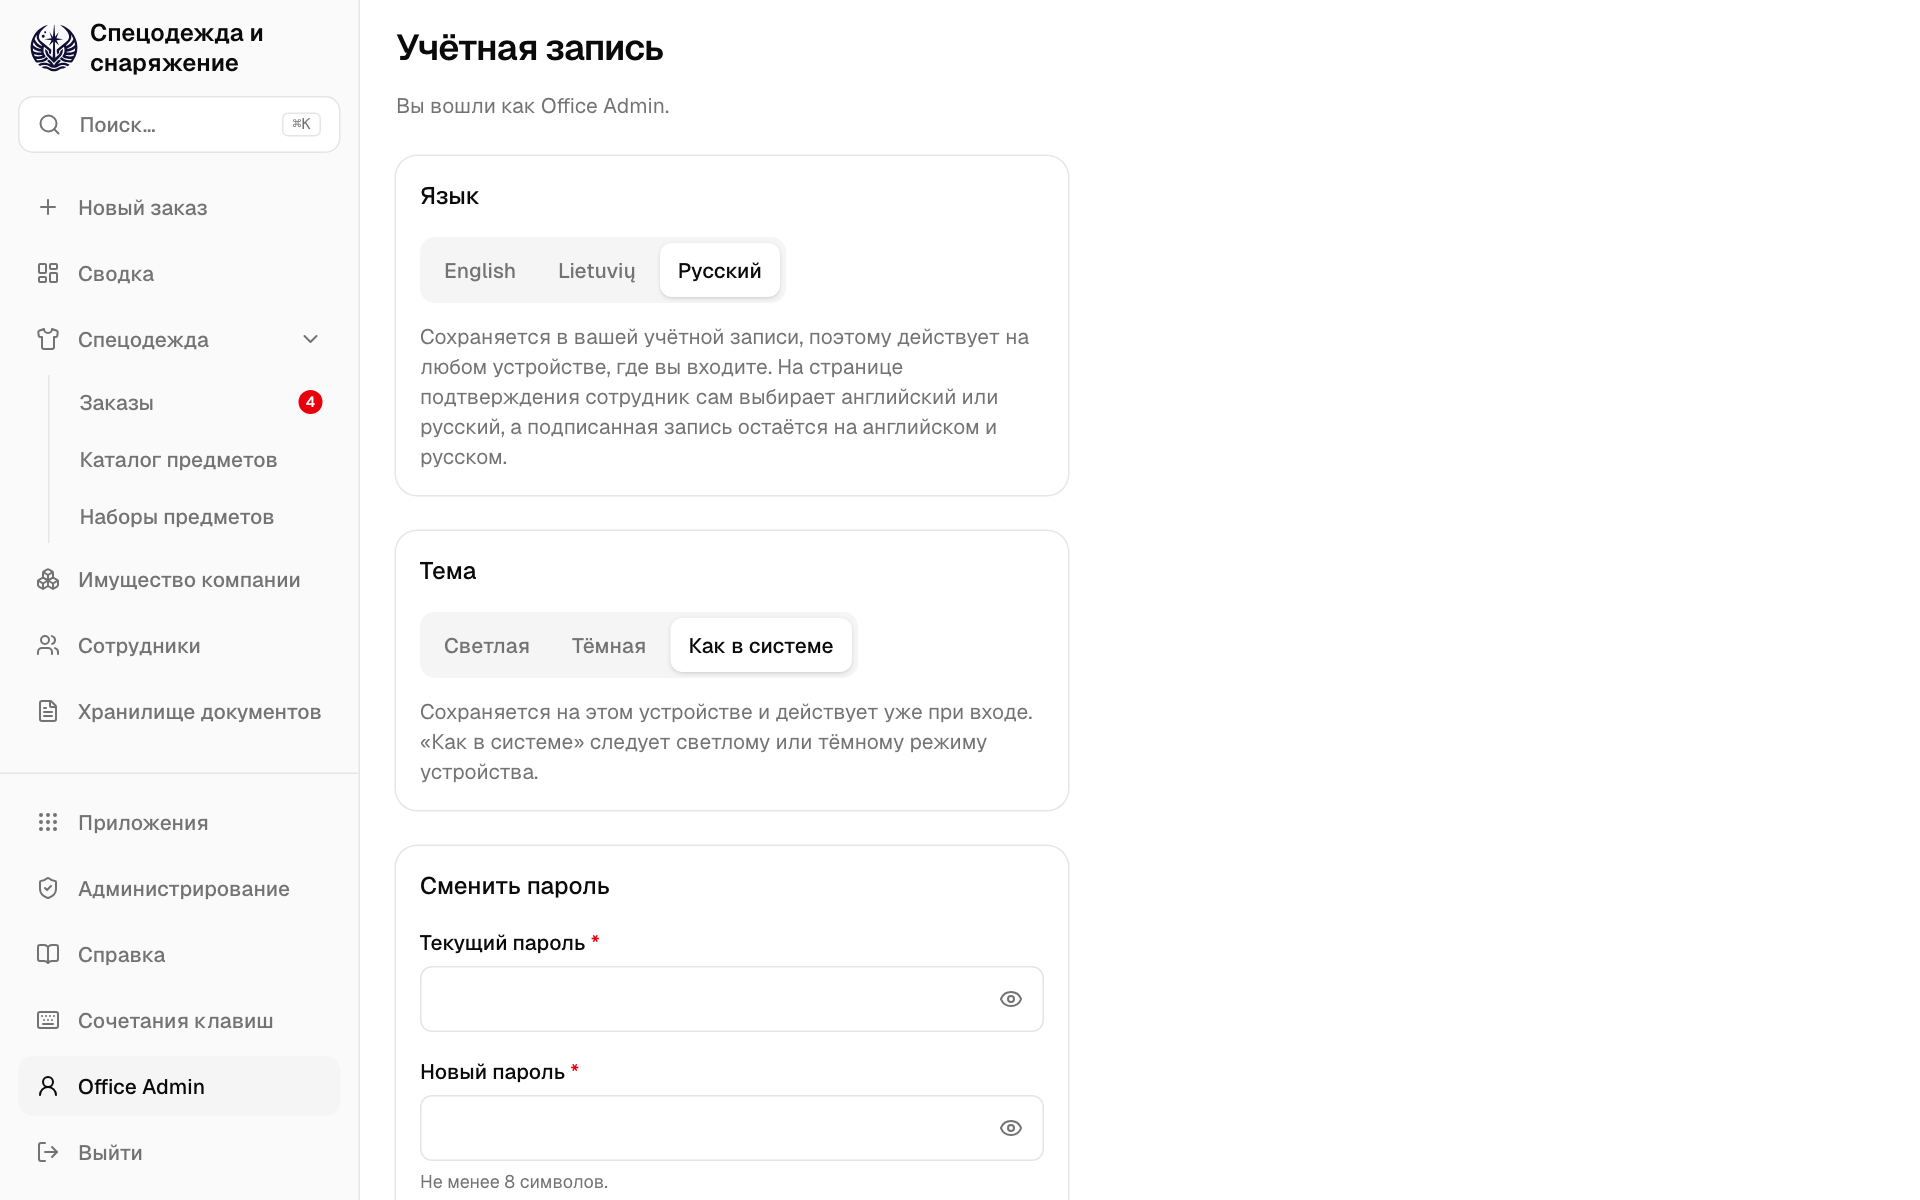 Спецодежда и
снаряжение
Поиск...
⌘K
Новый заказ
Сводка
Спецодежда
Заказы
4
Каталог предметов
Наборы предметов
Имущество компании
Сотрудники
Хранилище документов
Приложения
Администрирование
Справка
Сочетания клавиш
Office Admin
Выйти
Учётная запись
Вы вошли как Office Admin.
Язык
English
Lietuvių
Русский
Сохраняется в вашей учётной записи, поэтому действует на
любом устройстве, где вы входите. На странице
подтверждения сотрудник сам выбирает английский или
русский, а подписанная запись остаётся на английском и
русском.
Тема
Светлая
Тёмная
Как в системе
Сохраняется на этом устройстве и действует уже при входе.
«Как в системе» следует светлому или тёмному режиму
устройства.
Сменить пароль
Текущий пароль *
Новый пароль *
Не менее 8 символов.